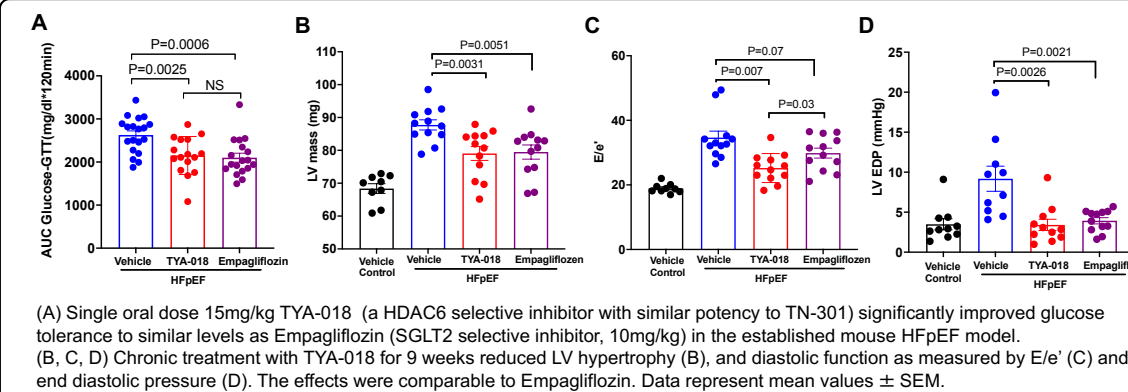 A
AUC Glucose-GTT(mg/dl*120min)
4000
3000
2000
1000
0
P=0.0006
P=0.0025
NS
Vehicle TYA-018 Empagliflozin
HFpEF
B
LV mass (mg)
110
100
90
80
70
60
50
P=0.0051
P=0.0031
Vehicle
Control
Vehicle TYA-018 Empagliflozen
HFpEF
C
E/e'
60
40
20
0
P=0.07
P=0.007
P=0.03
Vehicle
Control
Vehicle TYA-018 Empagliflozen
HFpEF
D
LV EDP (mmHg)
25
20
15
10
5
0
P=0.0021
P=0.0026
Vehicle
Control
Vehicle TYA-018 Empaglifl
HFpEF
(A) Single oral dose 15mg/kg TYA-018 (a HDAC6 selective inhibitor with similar potency to TN-301) significantly improved glucose
tolerance to similar levels as Empagliflozin (SGLT2 selective inhibitor, 10mg/kg) in the established mouse HFpEF model.
(B, C, D) Chronic treatment with TYA-018 for 9 weeks reduced LV hypertrophy (B), and diastolic function as measured by E/e' (C) and
end diastolic pressure (D). The effects were comparable to Empagliflozin. Data represent mean values ± SEM.